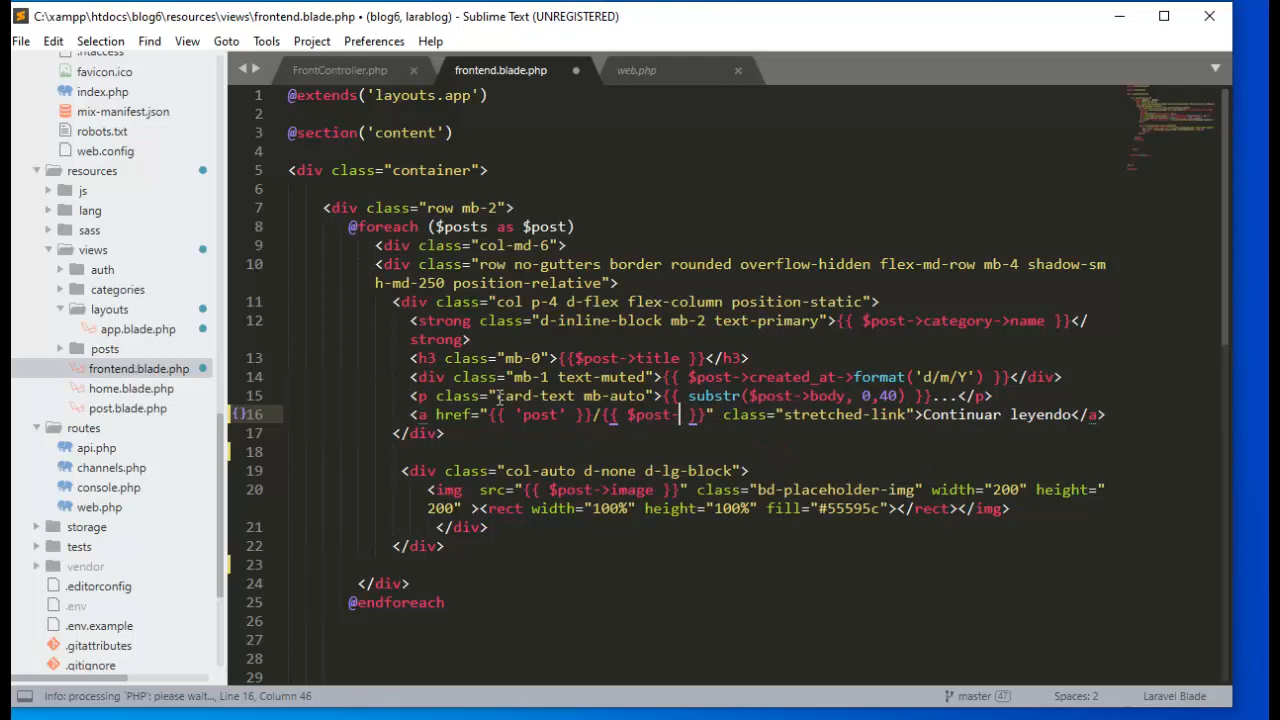 C:\xampp\htdocs\blog6\resources\views\frontend.blade.php • (blog6, larablog) - Sublime Text (UNREGISTERED)
File Edit Selection Find View Goto Tools Project Preferences Help
.htaccess
favicon.ico
index.php
mix-manifest.json
robots.txt
web.config
resources
js
lang
sass
views
auth
categories
layouts
app.blade.php
posts
frontend.blade.php
home.blade.php
post.blade.php
routes
api.php
channels.php
console.php
web.php
storage
tests
vendor
.editorconfig
.env
.env.example
.gitattributes
.gitignore
FrontController.php frontend.blade.php web.php
1 @extends('layouts.app')
2
3 @section('content')
4
5 <div class="container">
6
7 <div class="row mb-2">
8 @foreach ($posts as $post)
9 <div class="col-md-6">
10 <div class="row no-gutters border rounded overflow-hidden flex-md-row mb-4 shadow-sm
h-md-250 position-relative">
11 <div class="col p-4 d-flex flex-column position-static">
12 <strong class="d-inline-block mb-2 text-primary">{{ $post->category->name }}</
strong>
13 <h3 class="mb-0">{{$post->title }}</h3>
14 <div class="mb-1 text-muted">{{ $post->created_at->format('d/m/Y') }}</div>
15 <p class="card-text mb-auto">{{ substr($post->body, 0,40) }}...</p>
{}16 <a href="{{ 'post' }}/{{ $post- }}" class="stretched-link">Continuar leyendo</a>
17 </div>
18
19 <div class="col-auto d-none d-lg-block">
20 <img src="{{ $post->image }}" class="bd-placeholder-img" width="200" height="
200" ><rect width="100%" height="100%" fill="#55595c"></rect></img>
21 </div>
22 </div>
23
24 </div>
25 @endforeach
26
27
28
29
Info: processing `PHP`: please wait..., Line 16, Column 46 master 47 Spaces: 2 Laravel Blade